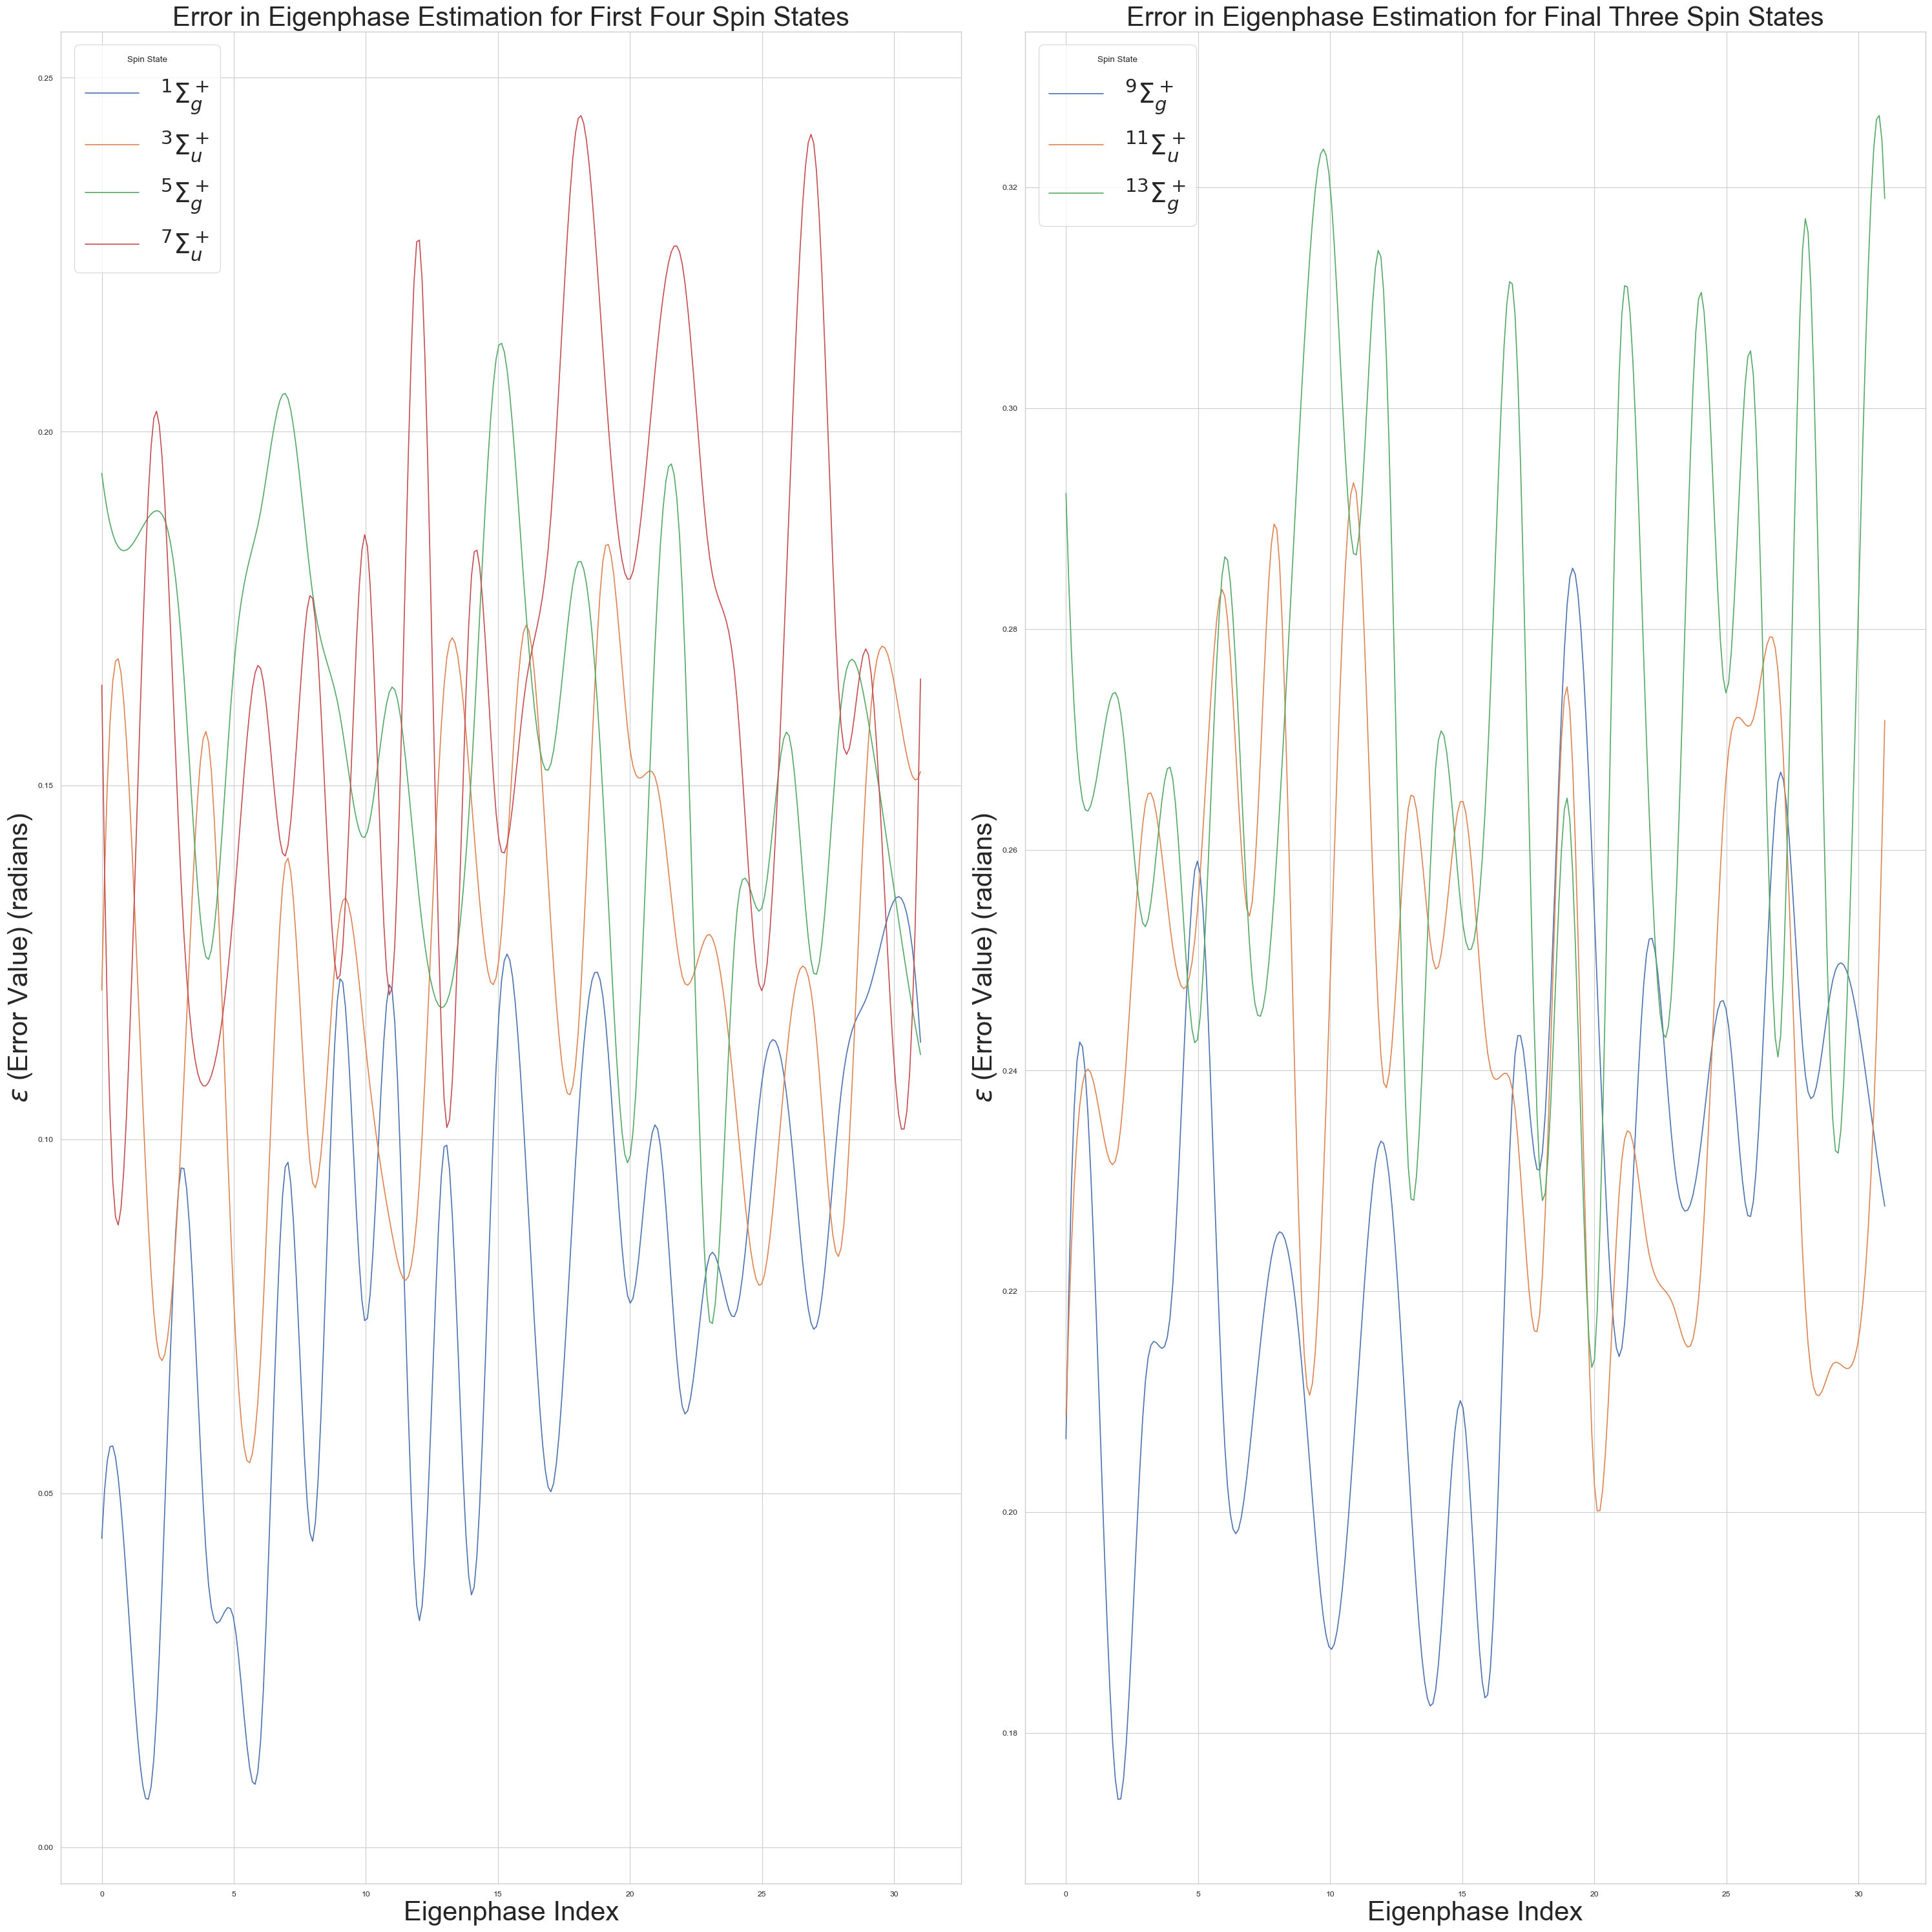 Error in Eigenphase Estimation for First Four Spin States
Spin State
¹Σg⁺
³Σu⁺
⁵Σg⁺
⁷Σu⁺
0.25
0.20
0.15
0.10
0.05
0.00
ε (Error Value) (radians)
0 5 10 15 20 25 30
Eigenphase Index
Error in Eigenphase Estimation for Final Three Spin States
Spin State
⁹Σg⁺
¹¹Σu⁺
¹³Σg⁺
0.32
0.30
0.28
0.26
0.24
0.22
0.20
0.18
ε (Error Value) (radians)
0 5 10 15 20 25 30
Eigenphase Index